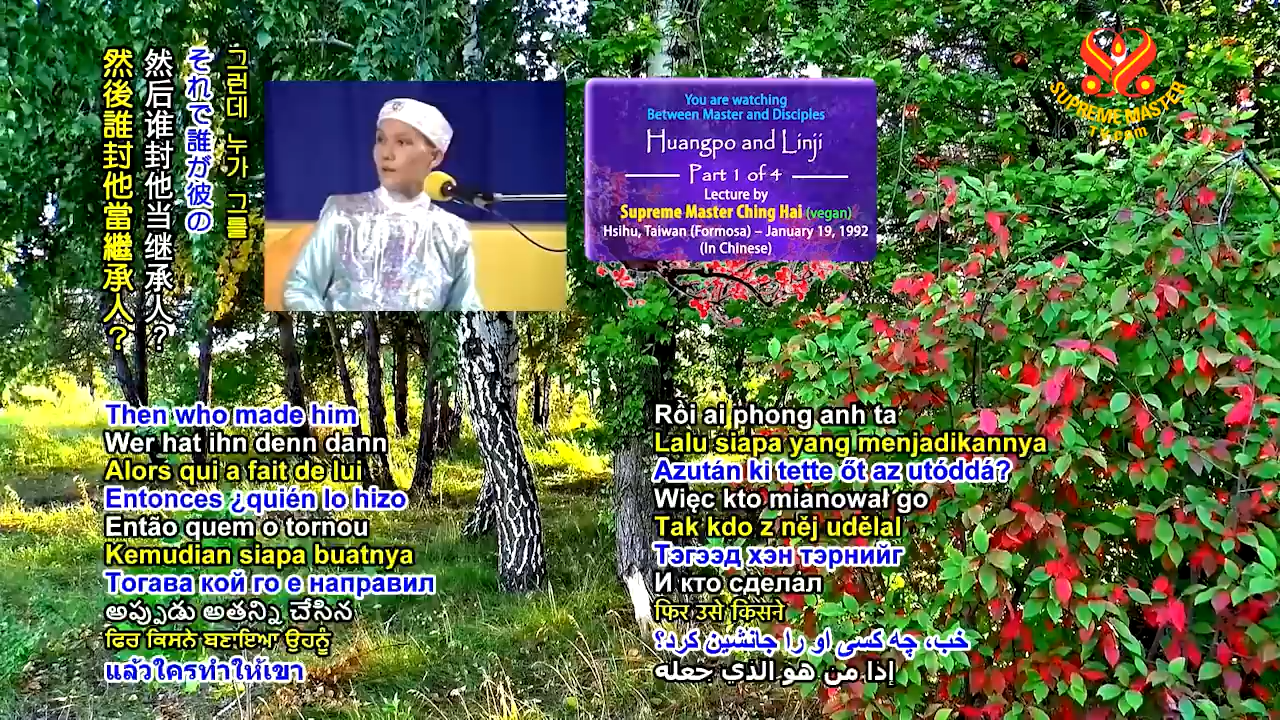 그런데 누가 그를
それで誰が彼の
然后谁封他当继承人?
然後誰封他當繼承人?
You are watching
Between Master and Disciples
Huangpo and Linji
Part 1 of 4
Lecture by
Supreme Master Ching Hai (vegan)
Hsihu, Taiwan (Formosa) – January 19, 1992
(In Chinese)
SUPREME MASTER
TV.com
Then who made him
Wer hat ihn denn dann
Alors qui a fait de lui
Entonces ¿quién lo hizo
Então quem o tornou
Kemudian siapa buatnya
Тогава кой го е направил
అప్పుడు అతన్ని చేసిన
ਫਿਰ ਕਿਸਨੇ ਬਣਾਇਆ ਉਹਨੂੰ
แล้วใครทำให้เขา
Rồi ai phong anh ta
Lalu siapa yang menjadikannya
Azután ki tette őt az utóddá?
Więc kto mianował go
Tak kdo z něj udělal
Тэгээд хэн тэрнийг
И кто сделал
फिर उसे किसने
خب، چه کسی او را جانشین کرد؟
إذا من هو الذي جعله